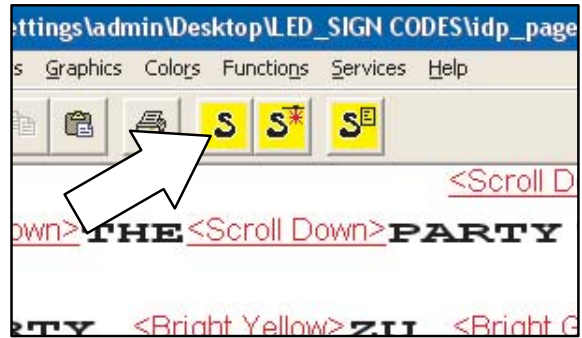 ettings\admin\Desktop\LED_SIGN CODES\idp_page
s Graphics Colors Functions Services Help
S S S
<Scroll D
own>THE<Scroll Down>PARTY
RTY <Bright Yellow>ZU <Bright G